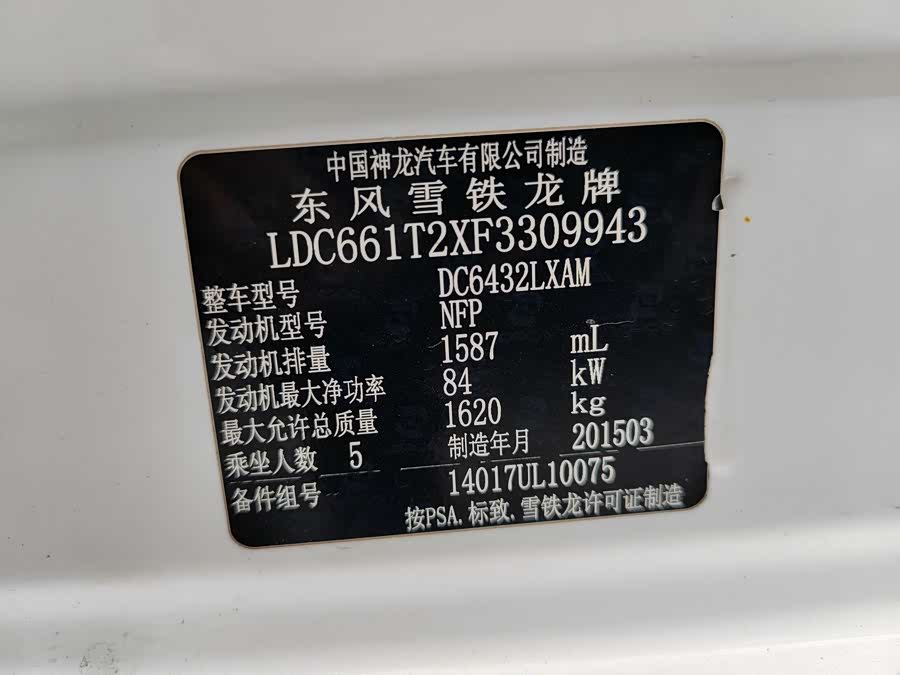 中国神龙汽车有限公司制造
东风雪铁龙牌
LDC661T2XF3309943
整车型号 DC6432LXAM
发动机型号 NFP
发动机排量 1587 mL
发动机最大净功率 84 kW
最大允许总质量 1620 kg
乘坐人数 5 制造年月 201503
备件组号 14017UL10075
按PSA.标致.雪铁龙许可证制造